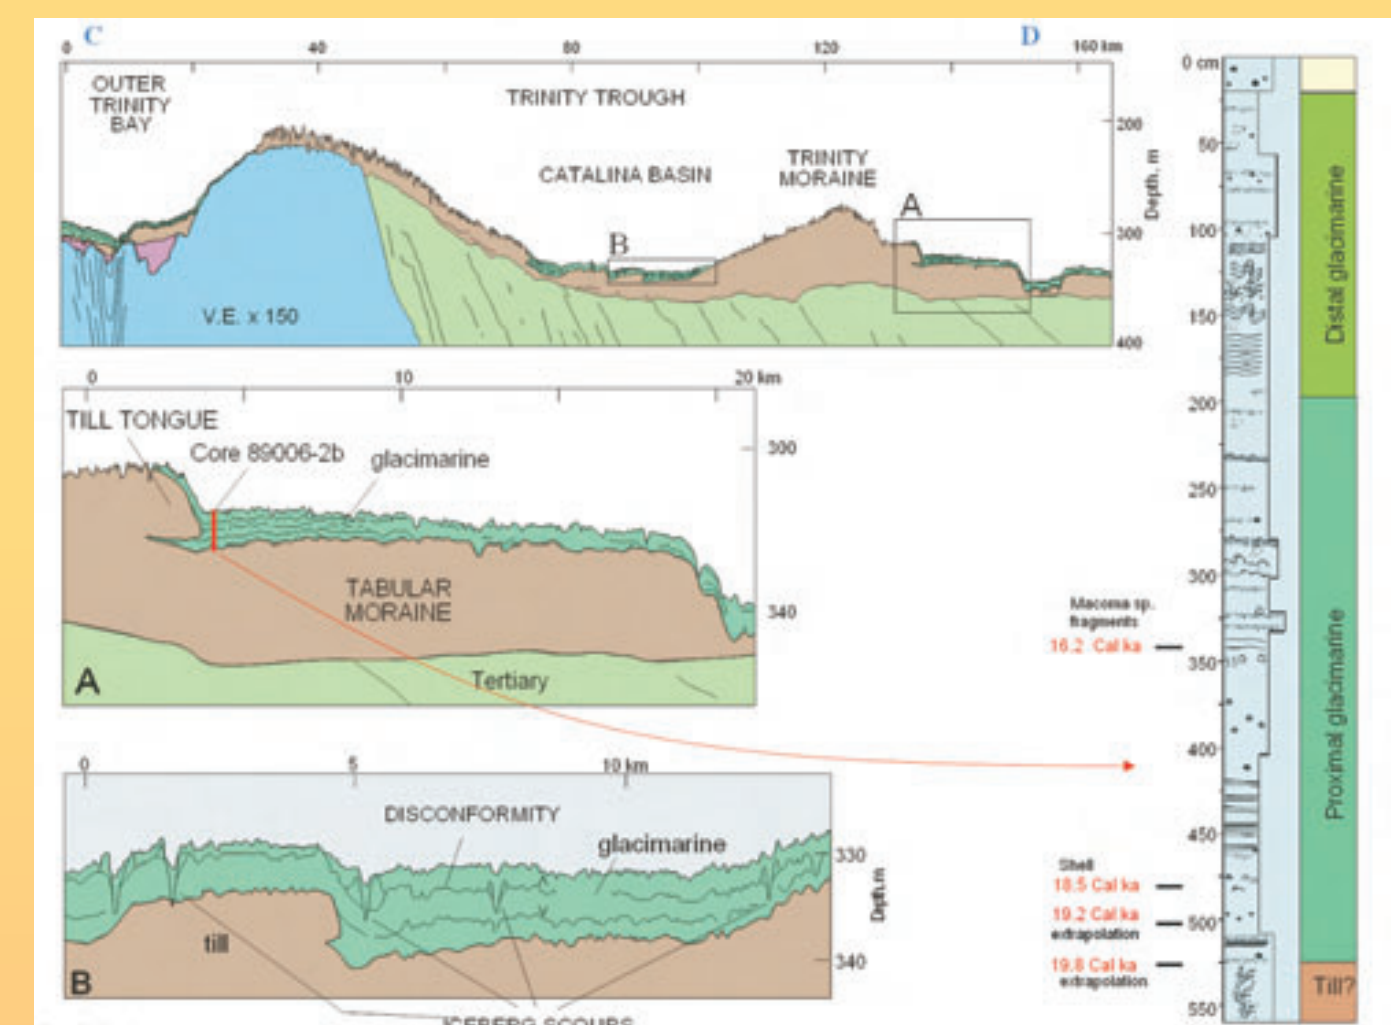 C
D
0
40
80
120
160 km
OUTER
TRINITY
BAY
TRINITY TROUGH
CATALINA BASIN
TRINITY
MORAINE
A
B
V.E. x 150
200
300
400
Depth, m
0
10
20 km
TILL TONGUE
Core 89006-2b
glacimarine
300
TABULAR
MORAINE
340
Tertiary
A
0
5
10 km
DISCONFORMITY
glacimarine
330
Depth,m
till
340
B
ICEBERG SCOURS
0 cm
50
100
150
200
250
300
350
400
450
500
550
Macoma sp.
fragments
16.2 Cal ka
Shell
18.5 Cal ka
19.2 Cal ka
extrapolation
19.8 Cal ka
extrapolation
Distal glacimarine
Proximal glacimarine
Till?